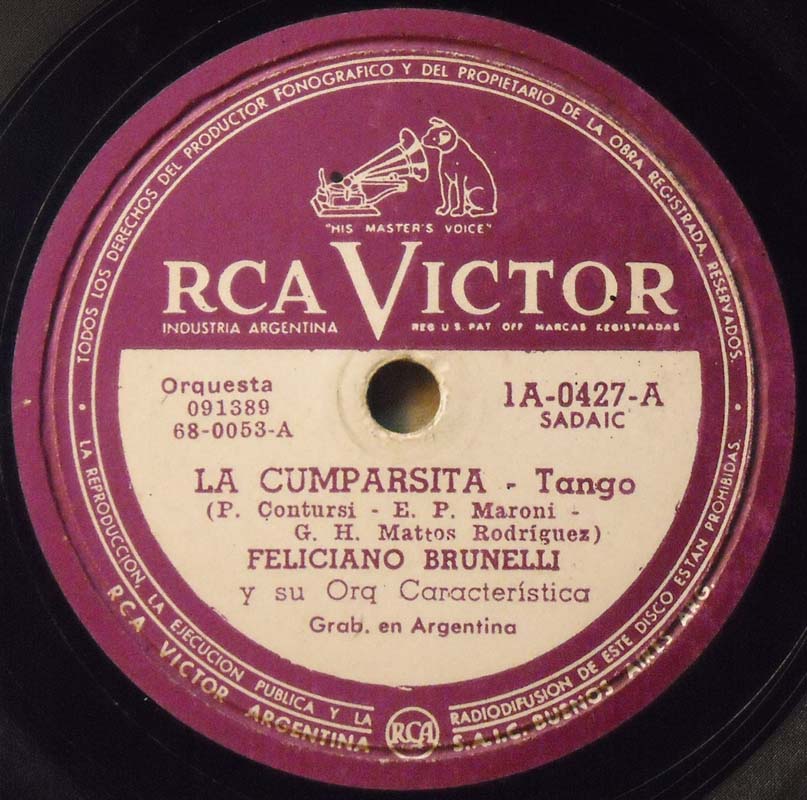 TODOS LOS DERECHOS DEL PRODUCTOR FONOGRAFICO Y DEL PROPIETARIO DE LA OBRA REGISTRADA, RESERVADOS.
"HIS MASTER'S VOICE"
RCA VICTOR
INDUSTRIA ARGENTINA
REG U.S. PAT OFF MARCAS REGISTRADAS
Orquesta
091389
68-0053-A
1A-0427-A
SADAIC
LA CUMPARSITA - Tango
(P. Contursi - E. P. Maroni -
G. H. Mattos Rodríguez)
FELICIANO BRUNELLI
y su Orq Característica
Grab. en Argentina
LA REPRODUCCION, LA EJECUCION PUBLICA Y LA RADIODIFUSION DE ESTE DISCO ESTAN PROHIBIDAS.
RCA VICTOR ARGENTINA S.A.I.C. BUENOS AIRES ARG.
RCA